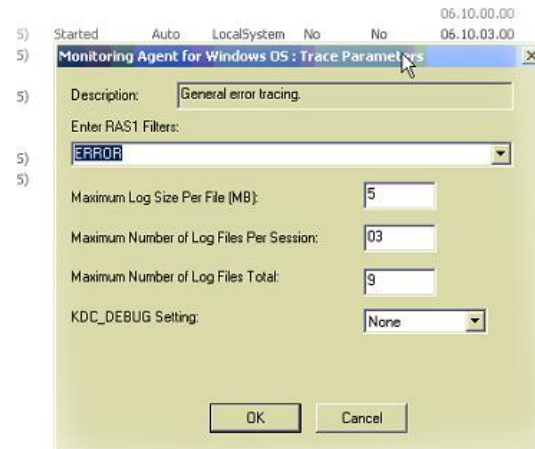 06.10.00.00
5) Started Auto LocalSystem No No 06.10.03.00
5)
Monitoring Agent for Windows OS : Trace Parameters
5)
Description: General error tracing.
Enter RAS1 Filters:
5)
ERROR
5)
Maximum Log Size Per File (MB): 5
Maximum Number of Log Files Per Session: 03
Maximum Number of Log Files Total: 9
KDC_DEBUG Setting: None
OK Cancel